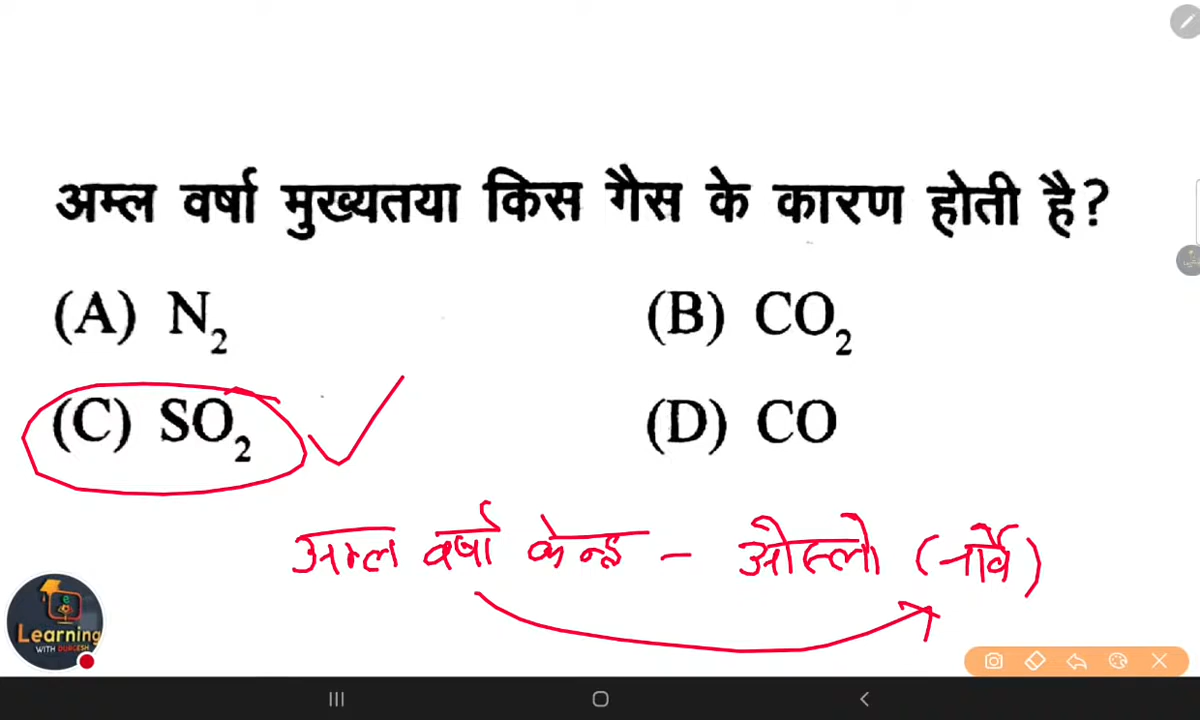 अम्ल वर्षा मुख्यतया किस गैस के कारण होती है?
(A) N₂ (B) CO₂
(C) SO₂ (D) CO
अम्ल वर्षा केन्द्र – ओस्लो (नॉर्वे)
e
Learning
WITH DURGESH